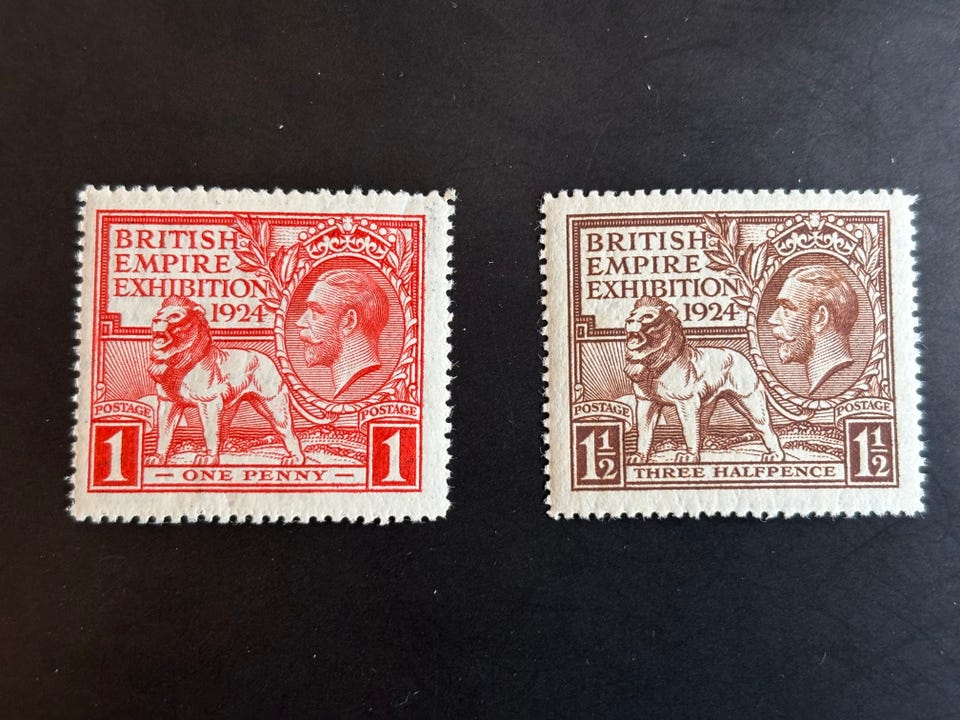 BRITISH
EMPIRE
EXHIBITION
1924
POSTAGE POSTAGE
1 ONE PENNY 1
BRITISH
EMPIRE
EXHIBITION
1924
POSTAGE POSTAGE
1½ THREE HALFPENCE 1½